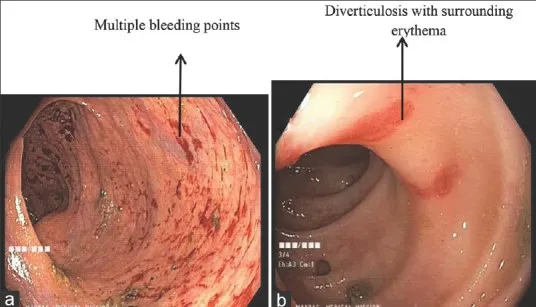 Multiple bleeding points
Diverticulosis with surrounding
erythema
3/4
a
b